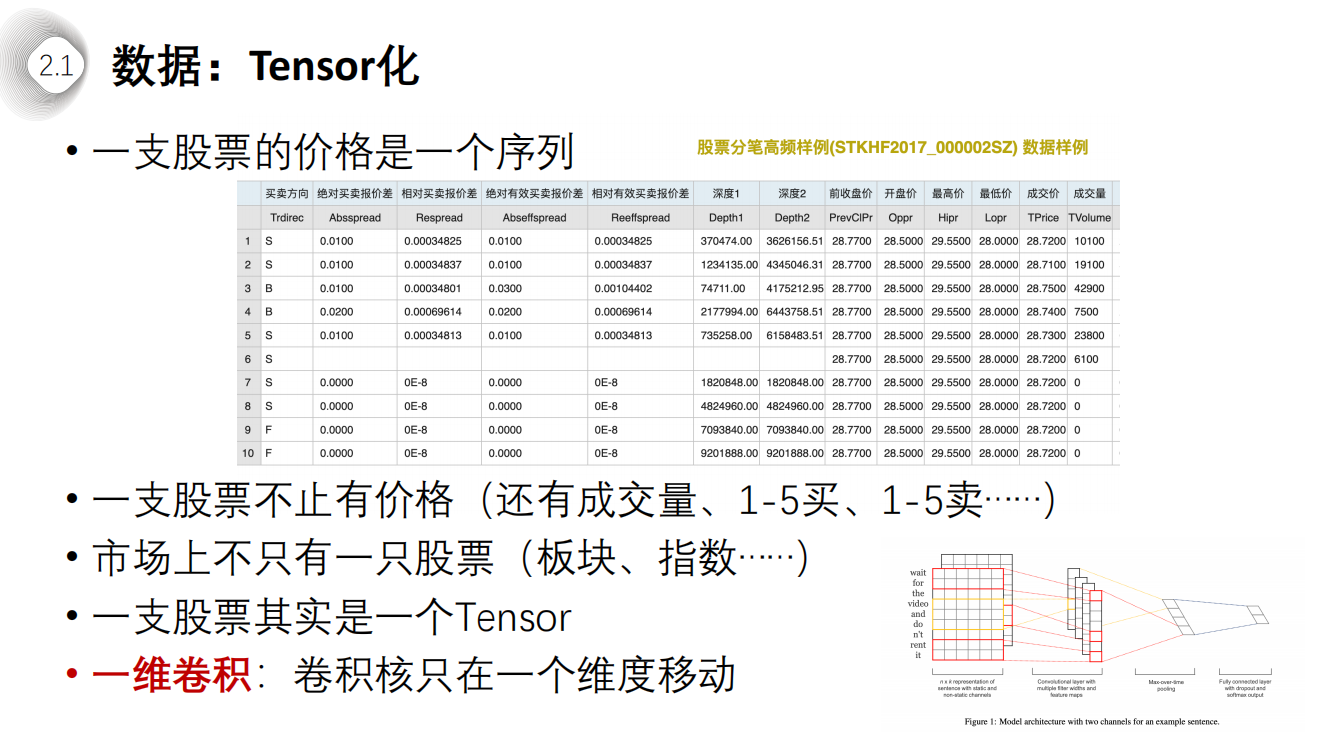 2.1
数据：Tensor化
• 一支股票的价格是一个序列
股票分笔高频样例(STKHF2017_000002SZ) 数据样例
买卖方向 绝对买卖报价差 相对买卖报价差 绝对有效买卖报价差 相对有效买卖报价差 深度1 深度2 前收盘价 开盘价 最高价 最低价 成交价 成交量
Trdirec Absspread Respread Abseffspread Reeffspread Depth1 Depth2 PrevClPr Oppr Hipr Lopr TPrice TVolume
1 S 0.0100 0.00034825 0.0100 0.00034825 370474.00 3626156.51 28.7700 28.5000 29.5500 28.0000 28.7200 10100
2 S 0.0100 0.00034837 0.0100 0.00034837 1234135.00 4345046.31 28.7700 28.5000 29.5500 28.0000 28.7100 19100
3 B 0.0100 0.00034801 0.0300 0.00104402 74711.00 4175212.95 28.7700 28.5000 29.5500 28.0000 28.7500 42900
4 B 0.0200 0.00069614 0.0200 0.00069614 2177994.00 6443758.51 28.7700 28.5000 29.5500 28.0000 28.7400 7500
5 S 0.0100 0.00034813 0.0100 0.00034813 735258.00 6158483.51 28.7700 28.5000 29.5500 28.0000 28.7300 23800
6 S 28.7700 28.5000 29.5500 28.0000 28.7200 6100
7 S 0.0000 0E-8 0.0000 0E-8 1820848.00 1820848.00 28.7700 28.5000 29.5500 28.0000 28.7200 0
8 S 0.0000 0E-8 0.0000 0E-8 4824960.00 4824960.00 28.7700 28.5000 29.5500 28.0000 28.7200 0
9 F 0.0000 0E-8 0.0000 0E-8 7093840.00 7093840.00 28.7700 28.5000 29.5500 28.0000 28.7200 0
10 F 0.0000 0E-8 0.0000 0E-8 9201888.00 9201888.00 28.7700 28.5000 29.5500 28.0000 28.7200 0
• 一支股票不止有价格（还有成交量、1-5买、1-5卖……）
• 市场上不只有一只股票（板块、指数……）
• 一支股票其实是一个Tensor
• 一维卷积：卷积核只在一个维度移动
wait
for
the
video
and
do
n't
rent
it
n x k representation of
sentence with static and
non-static channels
Convolutional layer with
multiple filter widths and
feature maps
Max-over-time
pooling
Fully connected layer
with dropout and
softmax output
Figure 1: Model architecture with two channels for an example sentence.